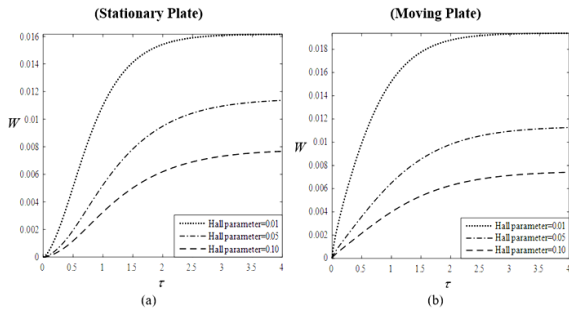 (Stationary Plate)
0.016
0.014
0.012
0.01
W
0.008
0.006
0.004
0.002
0
0 0.5 1 1.5 2 2.5 3 3.5 4
τ
Hall parameter=0.01
Hall parameter=0.05
Hall parameter=0.10
(a)
(Moving Plate)
0.018
0.016
0.014
0.012
W
0.01
0.008
0.006
0.004
0.002
0
0 0.5 1 1.5 2 2.5 3 3.5 4
τ
Hall parameter=0.01
Hall parameter=0.05
Hall parameter=0.10
(b)